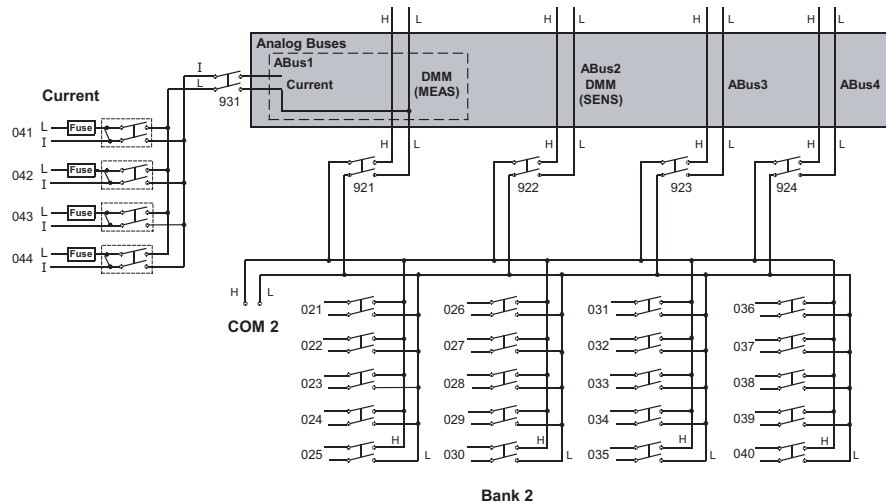 H L H L H L H L
Analog Buses
ABus1
Current
DMM
(MEAS)
ABus2
DMM
(SENS)
ABus3
ABus4
I
L
931
Current
041 L Fuse
I
042 L Fuse
I
043 L Fuse
I
044 L Fuse
I
H L H L H L H L
921 922 923 924
H L
COM 2
021 026 031 036
022 027 032 037
023 028 033 038
024 029 034 039
H H H H
025 L 030 L 035 L 040 L
Bank 2